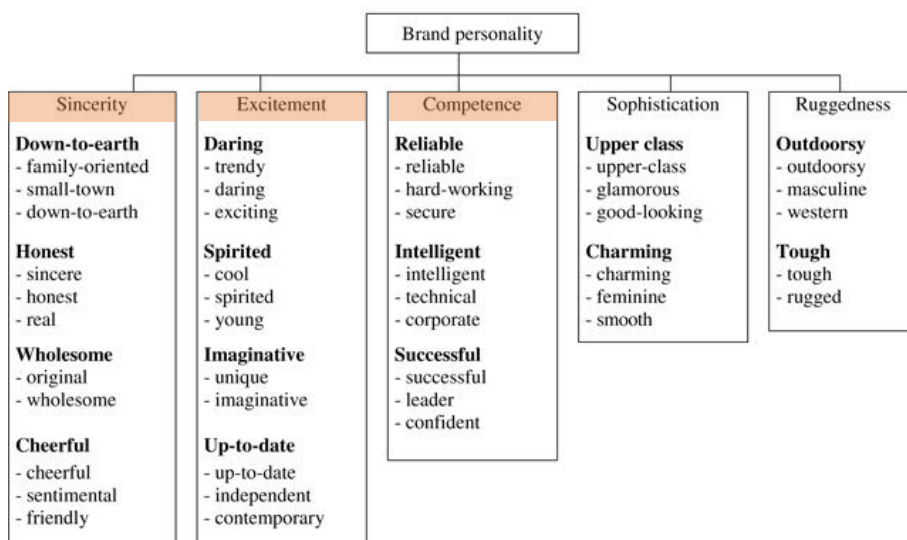 Brand personality
Sincerity
Down-to-earth
- family-oriented
- small-town
- down-to-earth
Honest
- sincere
- honest
- real
Wholesome
- original
- wholesome
Cheerful
- cheerful
- sentimental
- friendly
Excitement
Daring
- trendy
- daring
- exciting
Spirited
- cool
- spirited
- young
Imaginative
- unique
- imaginative
Up-to-date
- up-to-date
- independent
- contemporary
Competence
Reliable
- reliable
- hard-working
- secure
Intelligent
- intelligent
- technical
- corporate
Successful
- successful
- leader
- confident
Sophistication
Upper class
- upper-class
- glamorous
- good-looking
Charming
- charming
- feminine
- smooth
Ruggedness
Outdoorsy
- outdoorsy
- masculine
- western
Tough
- tough
- rugged